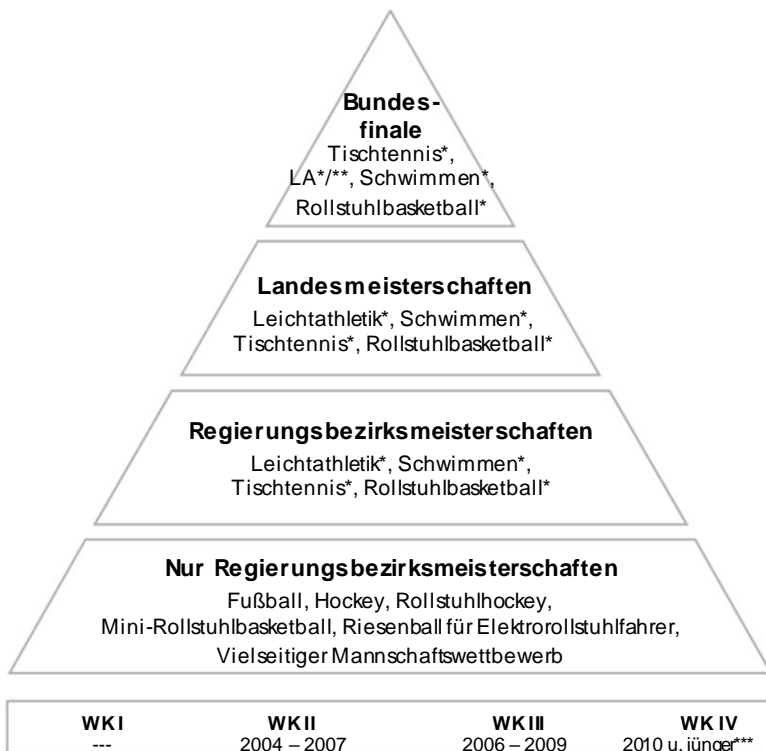 Bundes-
finale
Tischtennis*,
LA*/**, Schwimmen*,
Rollstuhlbasketball*
Landesmeisterschaften
Leichtathletik*, Schwimmen*,
Tischtennis*, Rollstuhlbasketball*
Regierungsbezirksmeisterschaften
Leichtathletik*, Schwimmen*,
Tischtennis*, Rollstuhlbasketball*
Nur Regierungsbezirksmeisterschaften
Fußball, Hockey, Rollstuhlhockey,
Mini-Rollstuhlbasketball, Riesenball für Elektrorollstuhlfahrer,
Vielseitiger Mannschaftswettbewerb
WK I WK II WK III WK IV
--- 2004 – 2007 2006 – 2009 2010 u. jünger***